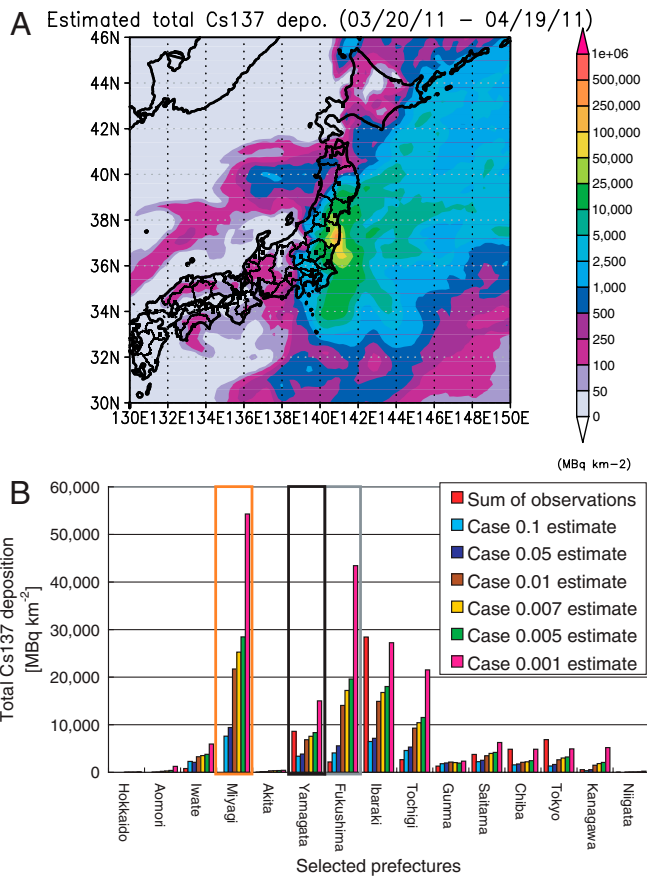 A Estimated total Cs137 depo. (03/20/11 – 04/19/11)
46N
44N
42N
40N
38N
36N
34N
32N
30N
130E 132E 134E 136E 138E 140E 142E 144E 146E 148E 150E
1e+06
500,000
250,000
100,000
50,000
25,000
10,000
5,000
2,500
1,000
500
250
100
50
0
(MBq km-2)
B
60,000
50,000
40,000
30,000
20,000
10,000
0
Total Cs137 deposition
[MBq km-2]
Sum of observations
Case 0.1 estimate
Case 0.05 estimate
Case 0.01 estimate
Case 0.007 estimate
Case 0.005 estimate
Case 0.001 estimate
Hokkaido
Aomori
Iwate
Miyagi
Akita
Yamagata
Fukushima
Ibaraki
Tochigi
Gunma
Saitama
Chiba
Tokyo
Kanagawa
Niigata
Selected prefectures